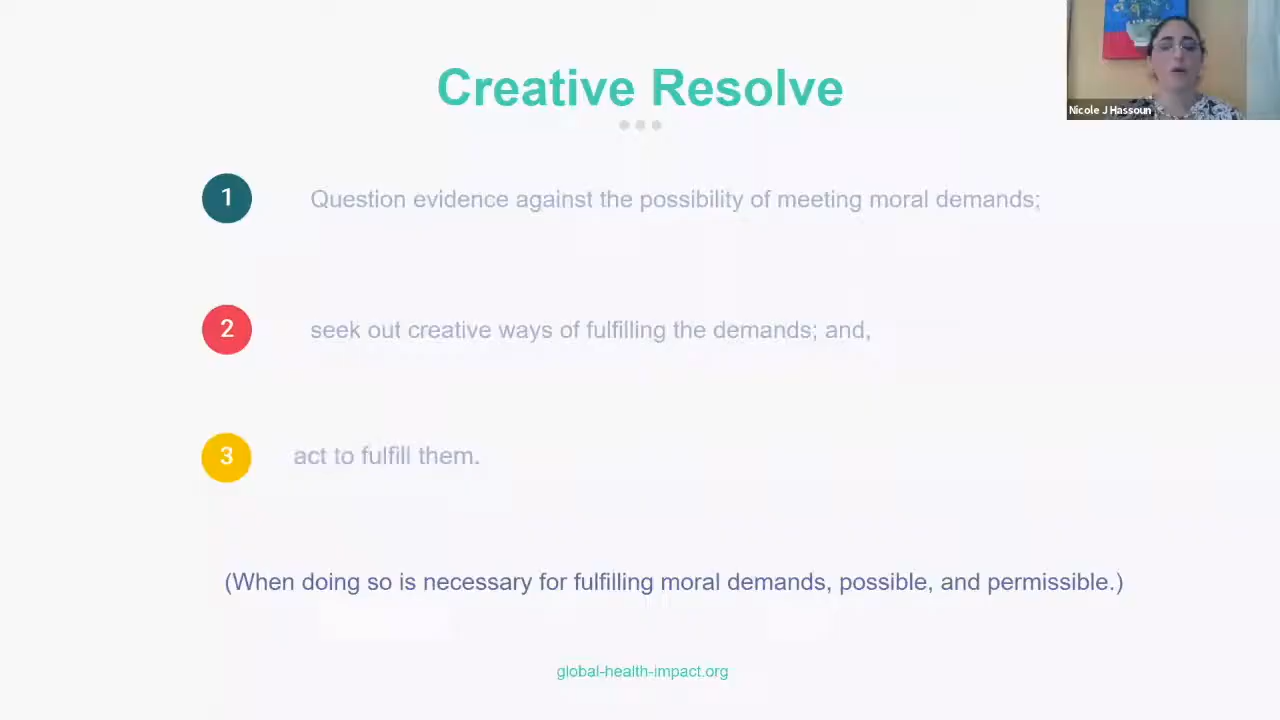 Creative Resolve
Nicole J Hassoun
1 Question evidence against the possibility of meeting moral demands;
2 seek out creative ways of fulfilling the demands; and,
3 act to fulfill them.
(When doing so is necessary for fulfilling moral demands, possible, and permissible.)
global-health-impact.org